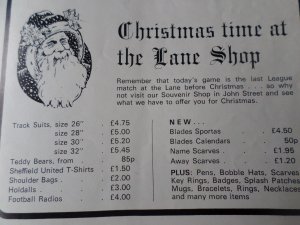 Christmas time at
the Lane Shop
Remember that today's game is the last League
match at the Lane before Christmas . . . so why
not visit our Souvenir Shop in John Street and see
what we have to offer you for Christmas.
Track Suits, size 26" £4.75
size 28" £5.00
size 30" £5.20
size 32" £5.45
Teddy Bears, from 85p
Sheffield United T-Shirts £1.50
Shoulder Bags £2.00
Holdalls £3.00
Football Radios £4.00
NEW...
Blades Sportas £4.50
Blades Calendars 50p
Name Scarves £1.95
Away Scarves £1.20
PLUS: Pens, Bobble Hats, Scarves
Key Rings, Badges, Splash Patches
Mugs, Bracelets, Rings, Necklaces
and many more items